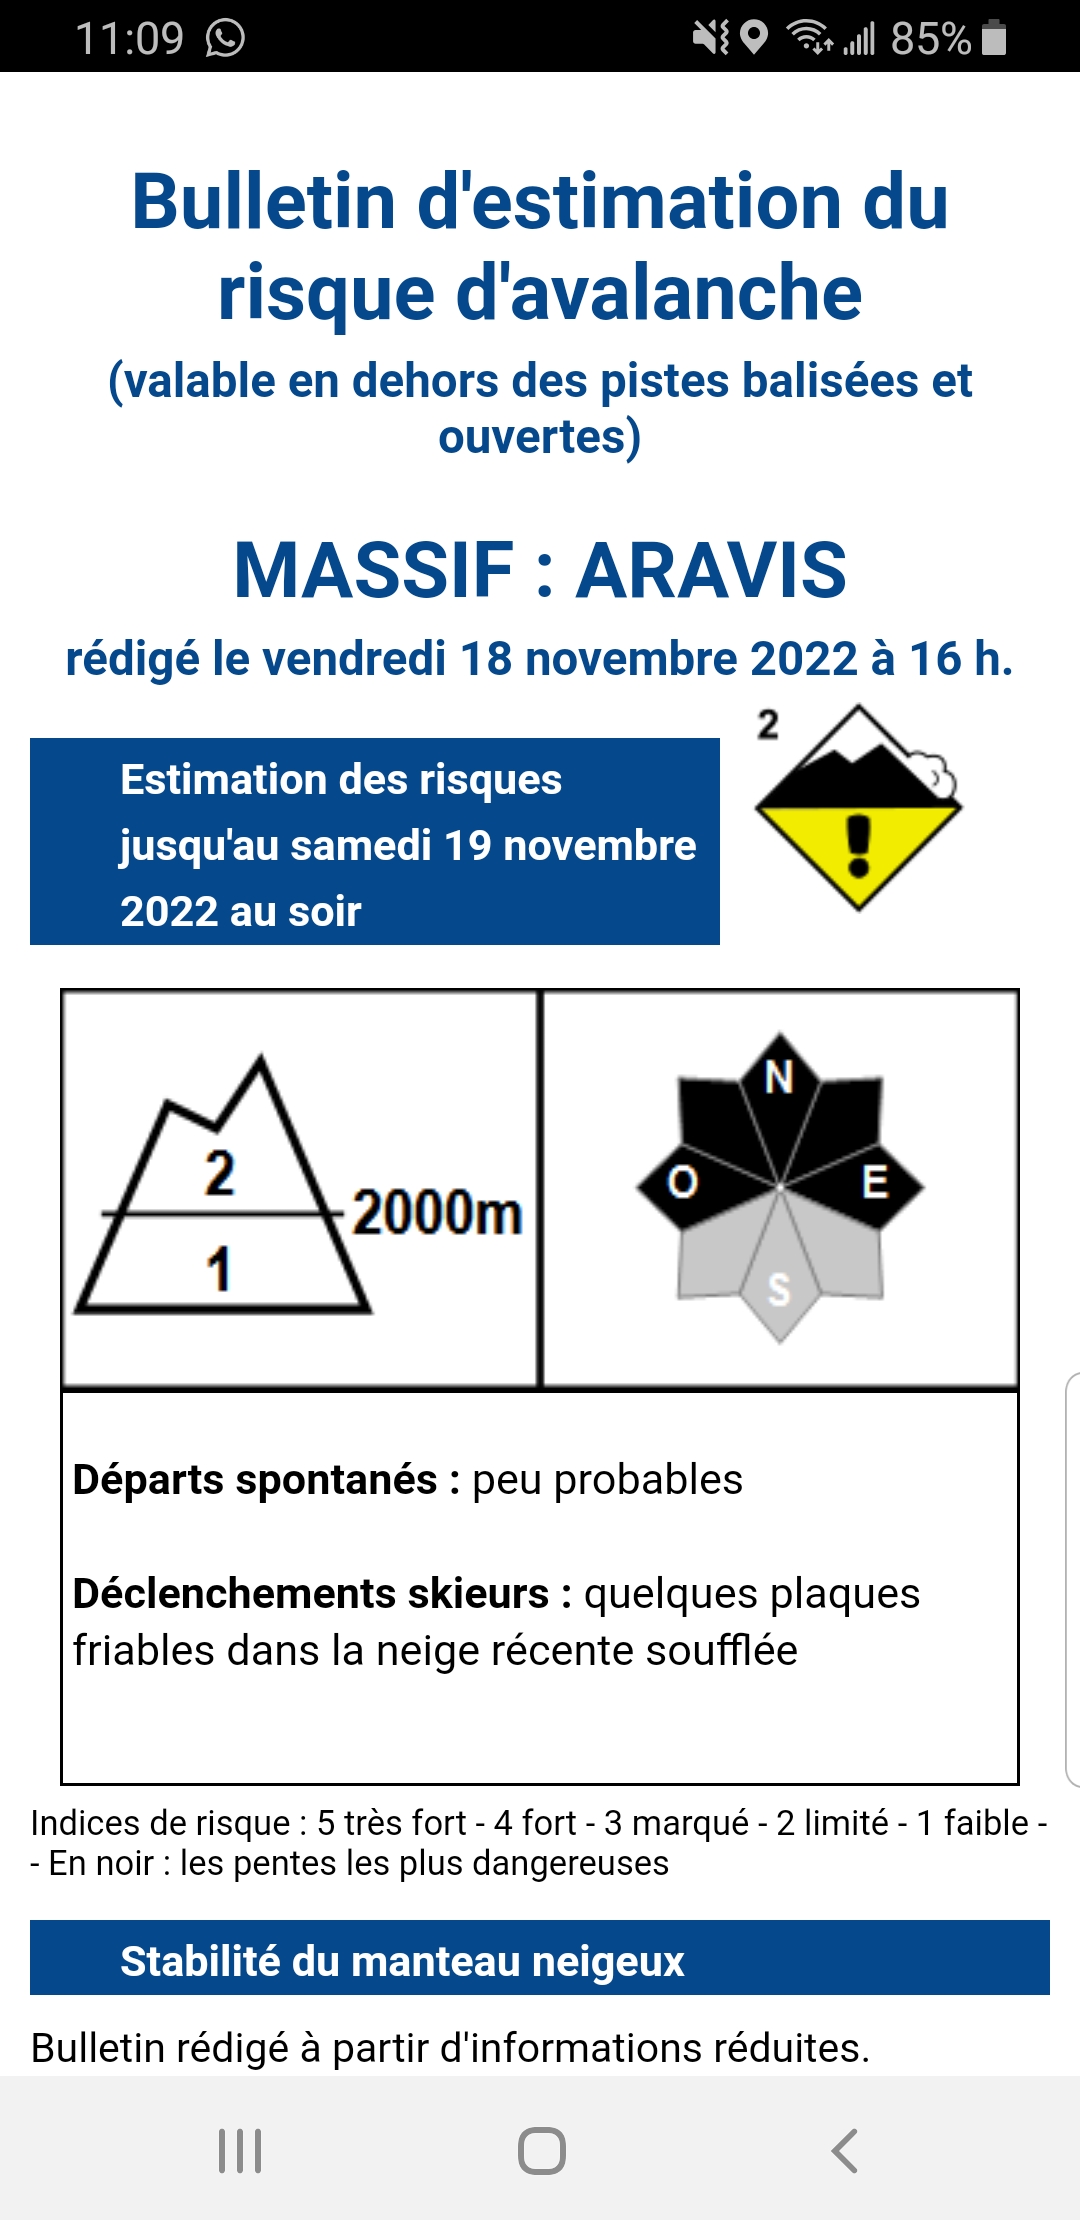 11:09
85%
Bulletin d'estimation du
risque d'avalanche
(valable en dehors des pistes balisées et
ouvertes)
MASSIF : ARAVIS
rédigé le vendredi 18 novembre 2022 à 16 h.
Estimation des risques
jusqu'au samedi 19 novembre
2022 au soir
2
2
2000m
1
N
O
E
S
Départs spontanés : peu probables
Déclenchements skieurs : quelques plaques
friables dans la neige récente soufflée
Indices de risque : 5 très fort - 4 fort - 3 marqué - 2 limité - 1 faible -
- En noir : les pentes les plus dangereuses
Stabilité du manteau neigeux
Bulletin rédigé à partir d'informations réduites.